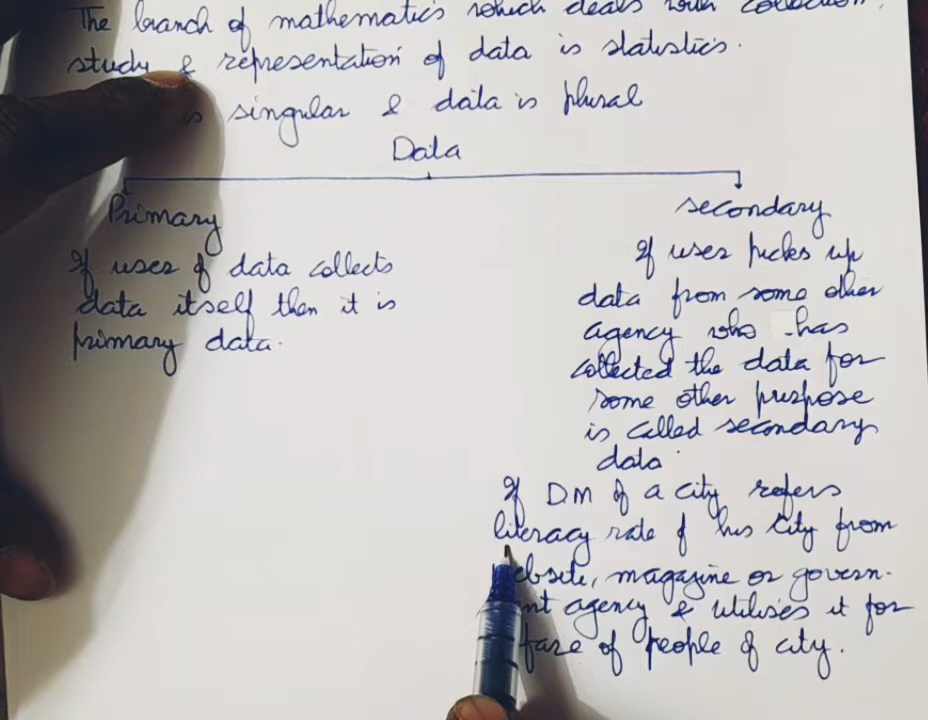 The branch of mathematics which deals with collection,
study & representation of data is statistics.
is singular & data is plural
Data
Primary
If user of data collects
data itself then it is
primary data.
secondary
If user picks up
data from some other
agency who has
collected the data for
some other purpose
is called secondary
data.
If DM of a city refers
literacy rate of his city from
ebsite, magazine or govern-
nt agency & utilises it for
fare of people of city.